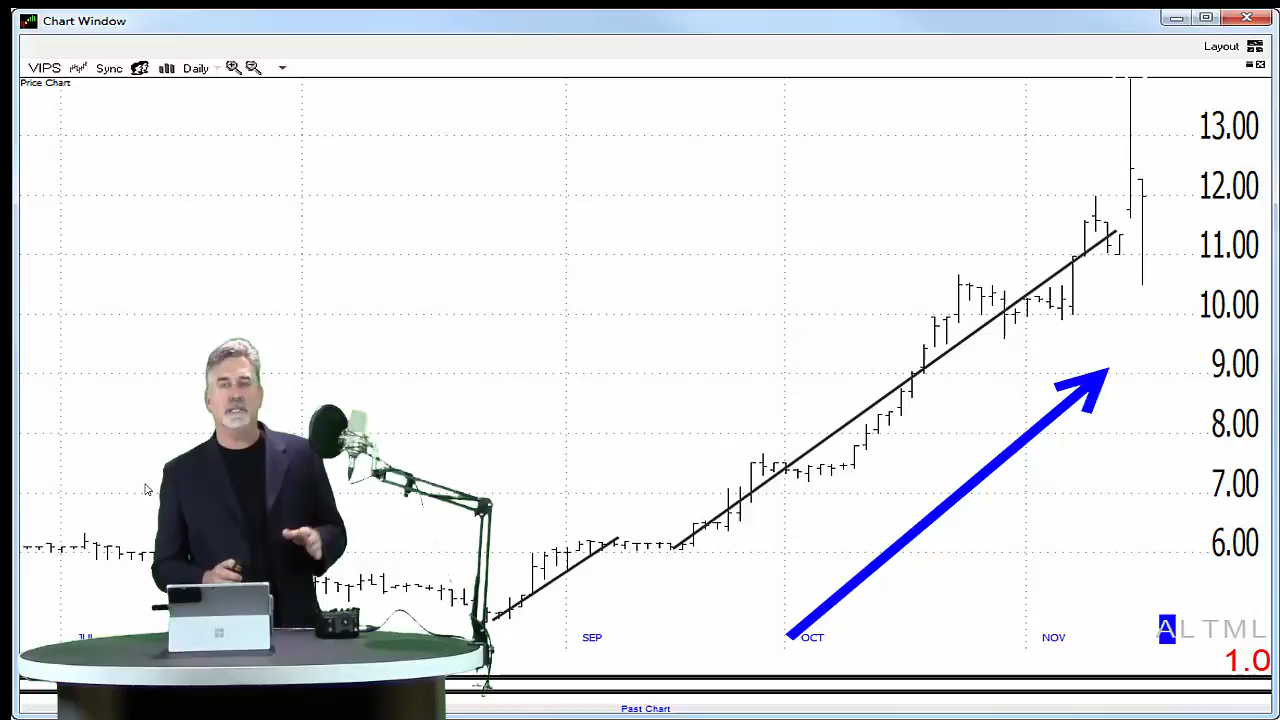 Chart Window
Layout
VIPS Sync Daily
Price Chart
13.00
12.00
11.00
10.00
9.00
8.00
7.00
6.00
SEP OCT NOV
A L T M L
1.0
Past Chart